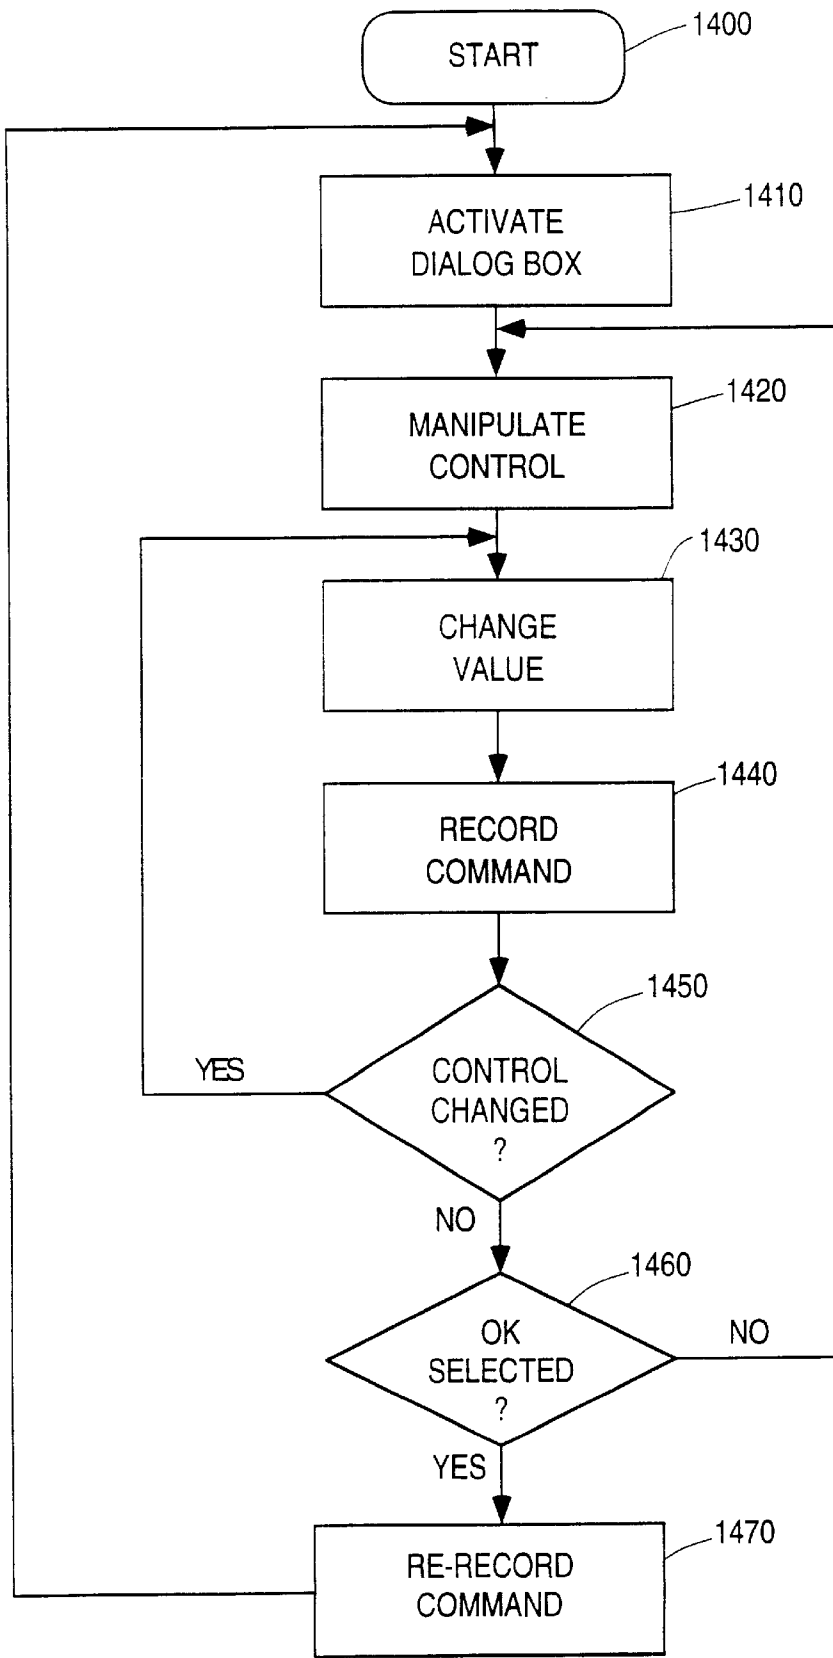 START
1400
ACTIVATE
DIALOG BOX
1410
MANIPULATE
CONTROL
1420
CHANGE
VALUE
1430
RECORD
COMMAND
1440
CONTROL
CHANGED
?
1450
YES
NO
OK
SELECTED
?
1460
NO
YES
RE-RECORD
COMMAND
1470